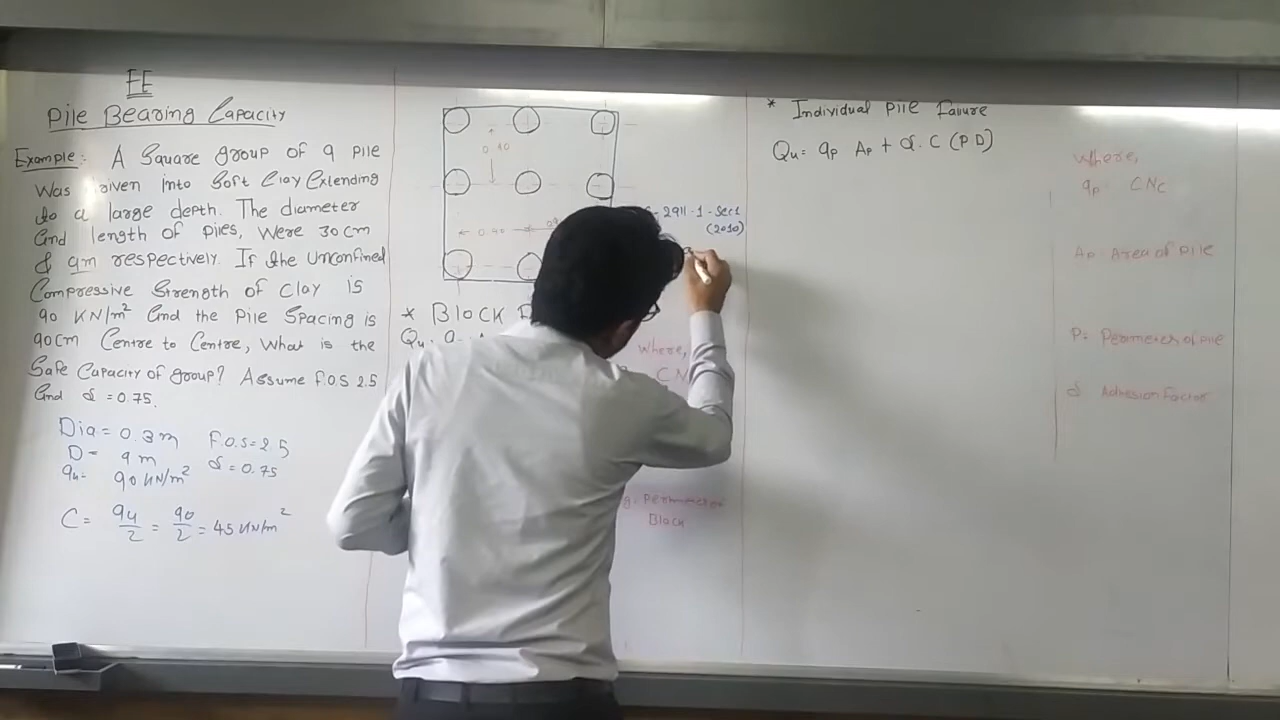 EE
Pile Bearing Capacity
Example: A Square group of 9 pile
was driven into Soft Clay Extending
to a large depth. The diameter
and length of piles, were 30 cm
& 9m respectively. If the unconfined
Compressive Strength of clay is
90 KN/m² and the Pile Spacing is
90cm Centre to Centre, What is the
Safe Capacity of group? Assume F.O.S 2.5
and α = 0.75.
Dia = 0.3 m F.O.S = 2.5
D = 9 m α = 0.75
qu = 90 KN/m²
C = qu/2 = 90/2 = 45 KN/m²
0.90
0.90
2911-1-Sec1
(2010)
* Block
Qu =
where,
CN
Perimeter of
Block
* Individual Pile Failure
Qu = qp Ap + α. C (PD)
where,
qp = CNc
Ap = Area of pile
P = Perimeter of pile
α Adhesion Factor